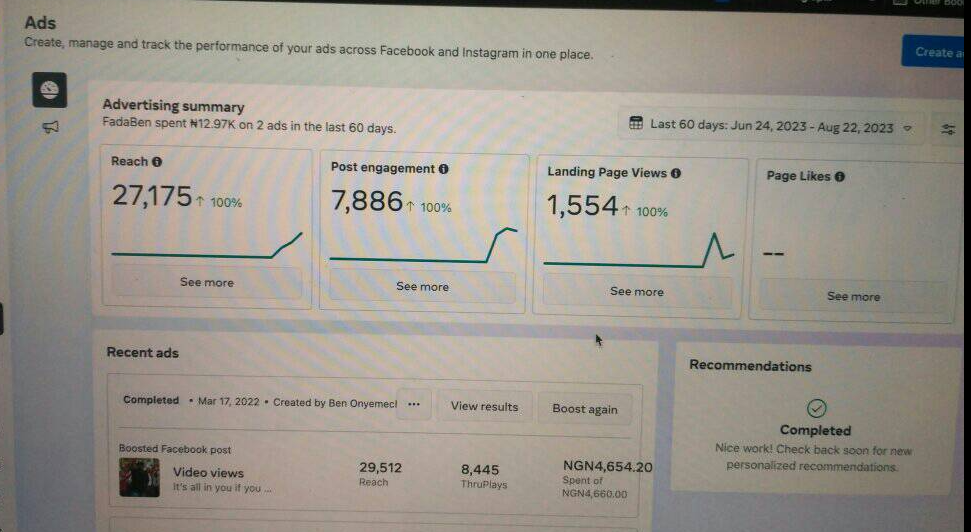 Ads
Create, manage and track the performance of your ads across Facebook and Instagram in one place.
Create
Advertising summary
FadaBen spent ₦12.97K on 2 ads in the last 60 days.
Last 60 days: Jun 24, 2023 - Aug 22, 2023
Reach
27,175 ↑ 100%
See more
Post engagement
7,886 ↑ 100%
See more
Landing Page Views
1,554 ↑ 100%
See more
Page Likes
--
See more
Recent ads
Completed • Mar 17, 2022 • Created by Ben Onyemecl ...
View results
Boost again
Boosted Facebook post
Video views
It's all in you if you ...
29,512
Reach
8,445
ThruPlays
NGN4,654.20
Spent of
NGN4,660.00
Recommendations
Completed
Nice work! Check back soon for new
personalized recommendations.